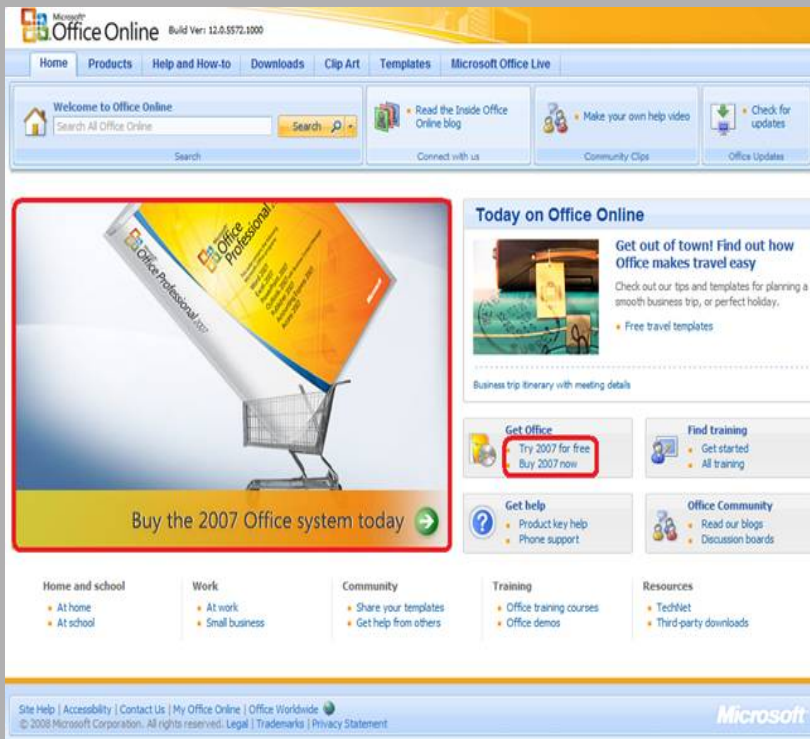 Microsoft
Office Online Build Ver: 12.0.5572.1000
Home Products Help and How-to Downloads Clip Art Templates Microsoft Office Live
Welcome to Office Online
Search All Office Online
Search
Search
Read the Inside Office
Online blog
Connect with us
Make your own help video
Community Clips
Check for
updates
Office Updates
Office Professional 2007
Microsoft
Office
Professional
Microsoft
Buy the 2007 Office system today
Today on Office Online
Get out of town! Find out how
Office makes travel easy
Check out our tips and templates for planning a
smooth business trip, or perfect holiday.
Free travel templates
Business trip itinerary with meeting details
Get Office
Try 2007 for free
Buy 2007 now
Find training
Get started
All training
Get help
Product key help
Phone support
Office Community
Read our blogs
Discussion boards
Home and school
At home
At school
Work
At work
Small business
Community
Share your templates
Get help from others
Training
Office training courses
Office demos
Resources
TechNet
Third-party downloads
Site Help | Accessibility | Contact Us | My Office Online | Office Worldwide
© 2008 Microsoft Corporation. All rights reserved. Legal | Trademarks | Privacy Statement
Microsoft